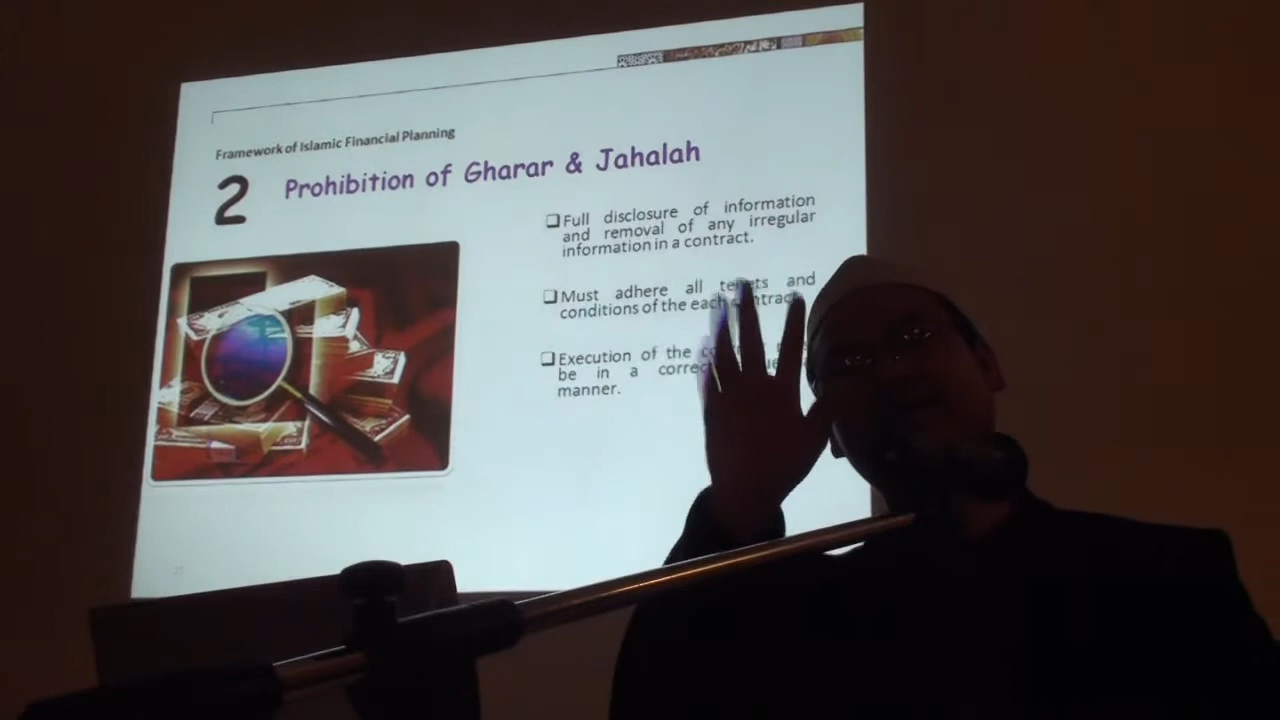 Framework of Islamic Financial Planning
2
Prohibition of Gharar & Jahalah
❑Full disclosure of information
and removal of any irregular
information in a contract.
❑Must adhere all tenets and
conditions of the each contract.
❑Execution of the
be in a correct
manner.